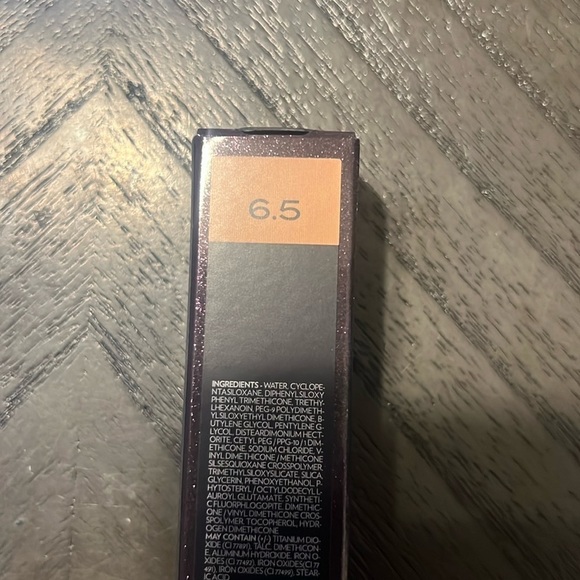 6.5
INGREDIENTS - WATER, CYCLOPE-
NTASILOXANE, DIPHENYLSILOXY
PHENYL TRIMETHICONE, TRIETHY-
LHEXANOIN, PEG-9 POLYDIMETH-
YLSILOXYETHYL DIMETHICONE, B-
UTYLENE GLYCOL, PENTYLENE G-
LYCOL, DISTEARDIMONIUM HECT-
ORITE, CETYL PEG / PPG-10 / 1 DIM-
ETHICONE, SODIUM CHLORIDE, V-
INYL DIMETHICONE / METHICONE
SILSESQUIOXANE CROSSPOLYMER,
TRIMETHYLSILOXYSILICATE, SILICA,
GLYCERIN, PHENOXYETHANOL, P-
HYTOSTERYL / OCTYLDODECYL L-
AUROYL GLUTAMATE, SYNTHETI-
C FLUORPHLOGOPITE, DIMETHIC-
ONE / VINYL DIMETHICONE CROS-
SPOLYMER, TOCOPHEROL, HYDR-
OGEN DIMETHICONE
MAY CONTAIN (+/-) TITANIUM DIO-
XIDE (CI 77891), TALC, DIMETHICON-
E, ALUMINUM HYDROXIDE, IRON O-
XIDES (CI 77492), IRON OXIDES (CI 77
491), IRON OXIDES (CI 77499), STEAR-
IC ACID